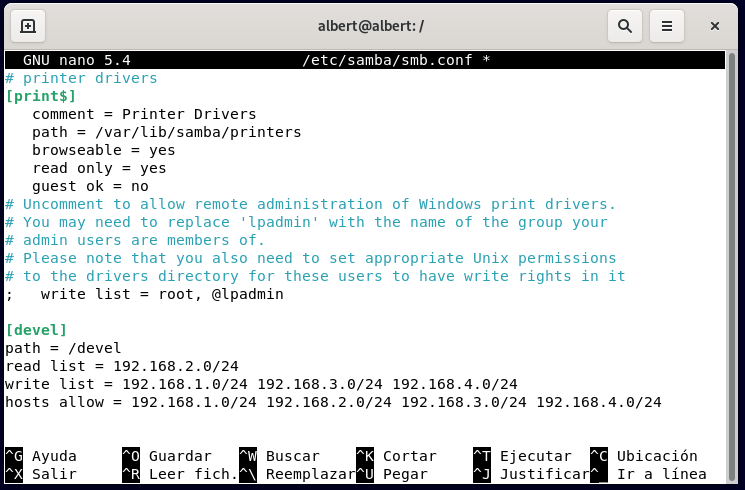 albert@albert: /
GNU nano 5.4 /etc/samba/smb.conf *
# printer drivers
[print$]
comment = Printer Drivers
path = /var/lib/samba/printers
browseable = yes
read only = yes
guest ok = no
# Uncomment to allow remote administration of Windows print drivers.
# You may need to replace 'lpadmin' with the name of the group your
# admin users are members of.
# Please note that you also need to set appropriate Unix permissions
# to the drivers directory for these users to have write rights in it
;   write list = root, @lpadmin
[devel]
path = /devel
read list = 192.168.2.0/24
write list = 192.168.1.0/24 192.168.3.0/24 192.168.4.0/24
hosts allow = 192.168.1.0/24 192.168.2.0/24 192.168.3.0/24 192.168.4.0/24
^G Ayuda ^O Guardar ^W Buscar ^K Cortar ^T Ejecutar ^C Ubicación
^X Salir ^R Leer fich. ^\ Reemplazar ^U Pegar ^J Justificar ^_ Ir a línea